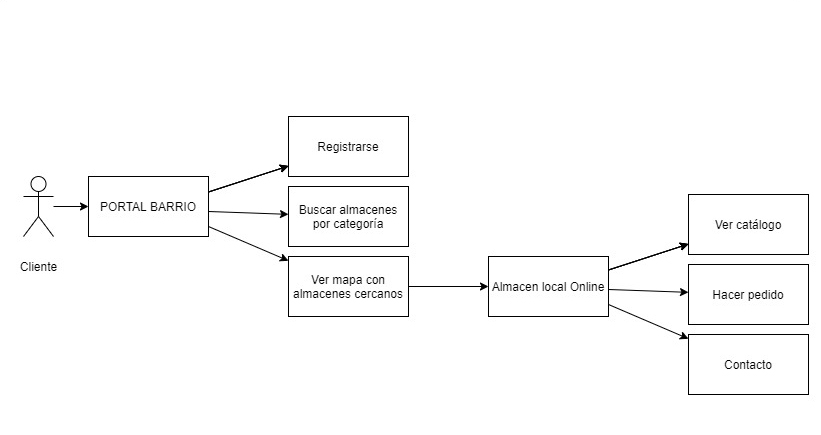 Cliente
PORTAL BARRIO
Registrarse
Buscar almacenes
por categoría
Ver mapa con
almacenes cercanos
Almacen local Online
Ver catálogo
Hacer pedido
Contacto